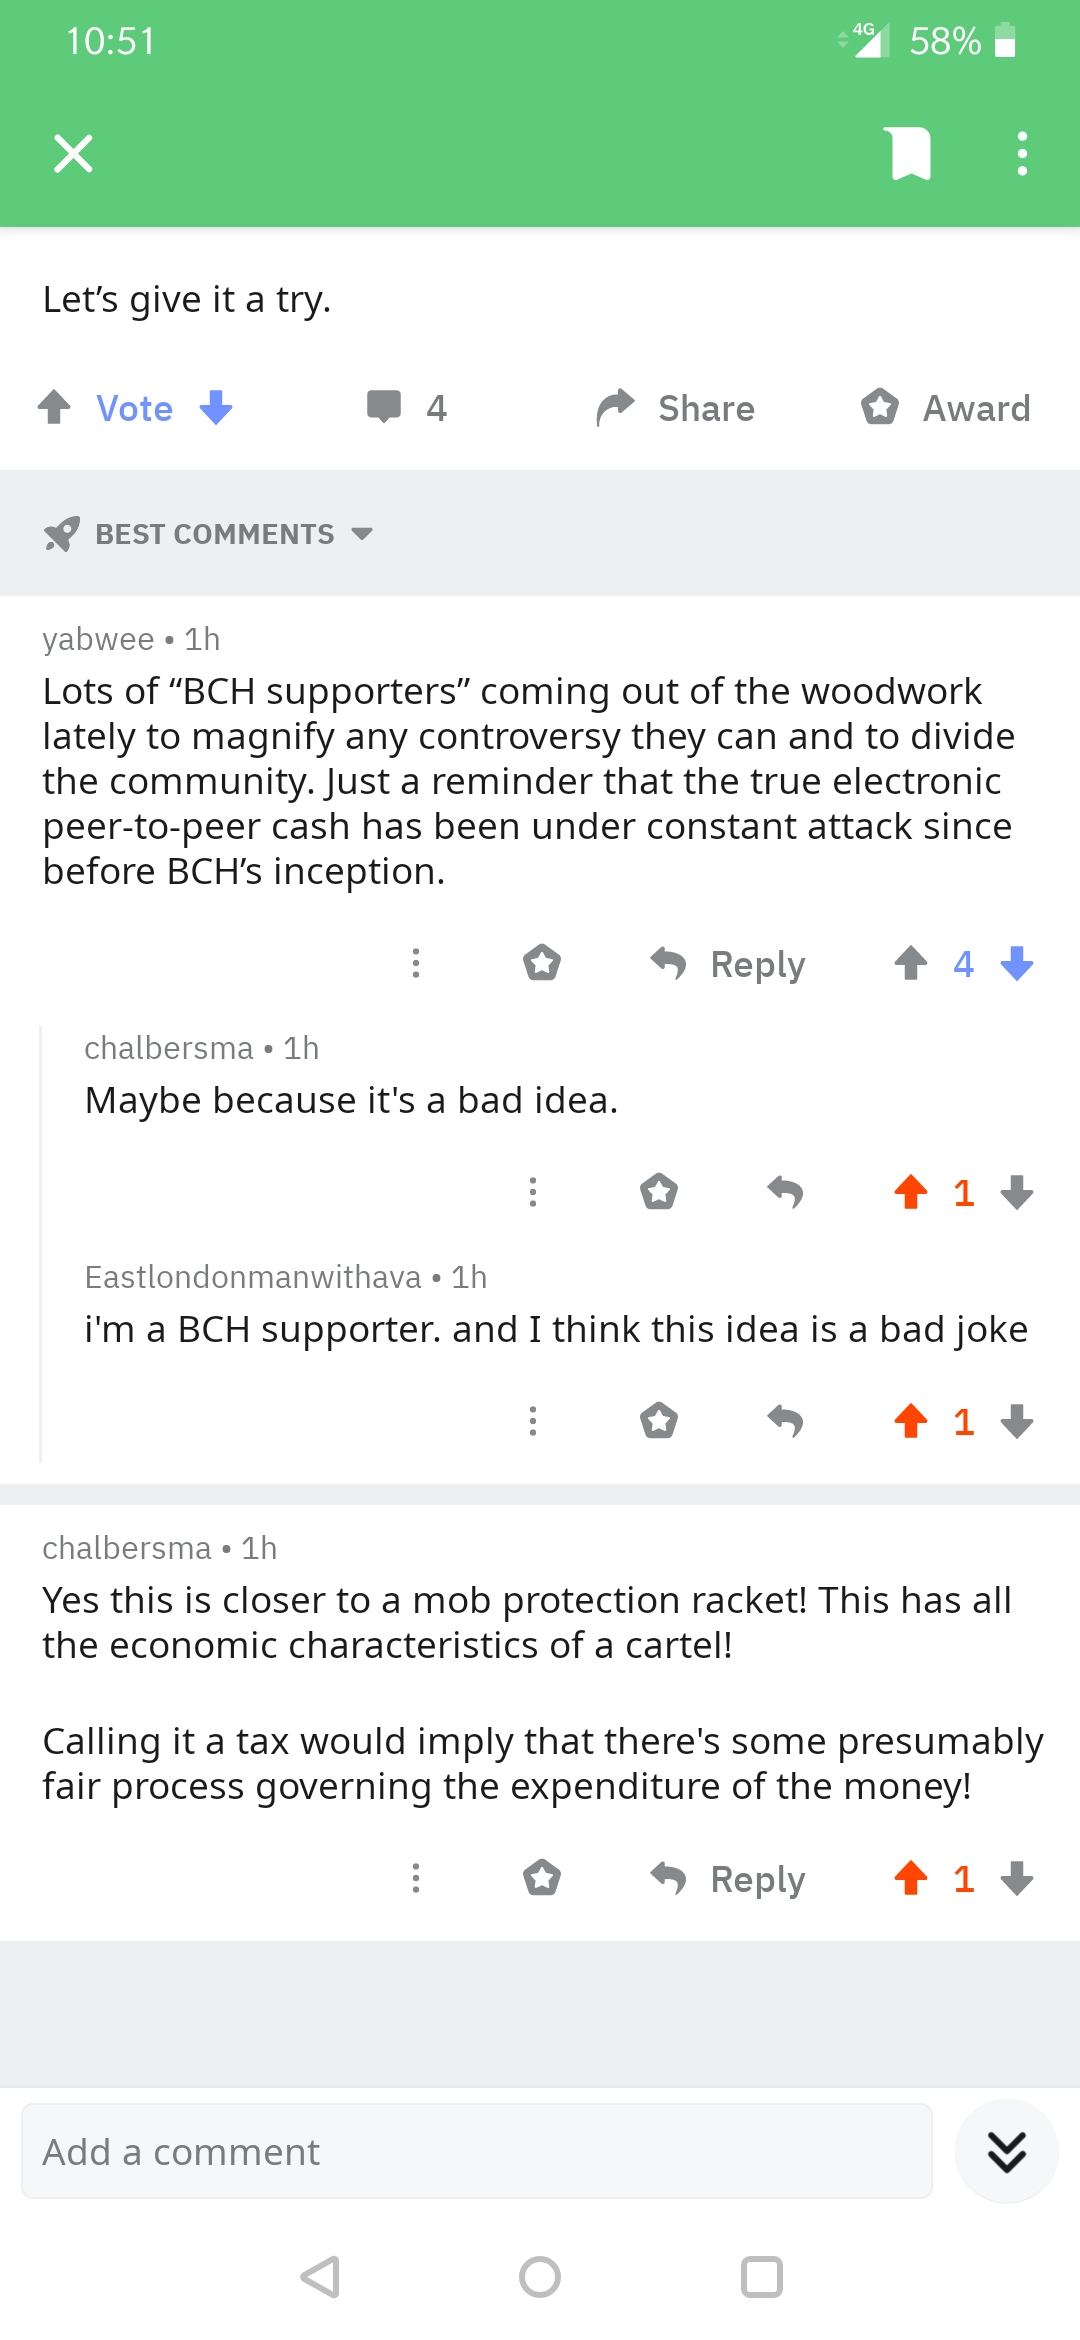 10:51
4G 58%
Let’s give it a try.
Vote 4 Share Award
BEST COMMENTS
yabwee • 1h
Lots of “BCH supporters” coming out of the woodwork
lately to magnify any controversy they can and to divide
the community. Just a reminder that the true electronic
peer-to-peer cash has been under constant attack since
before BCH’s inception.
Reply 4
chalbersma • 1h
Maybe because it's a bad idea.
1
Eastlondonmanwithava • 1h
i'm a BCH supporter. and I think this idea is a bad joke
1
chalbersma • 1h
Yes this is closer to a mob protection racket! This has all
the economic characteristics of a cartel!
Calling it a tax would imply that there's some presumably
fair process governing the expenditure of the money!
Reply 1
Add a comment